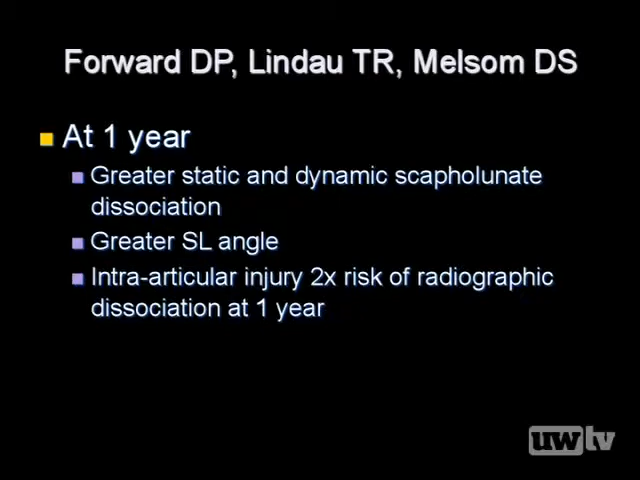 Forward DP, Lindau TR, Melsom DS
At 1 year
Greater static and dynamic scapholunate
dissociation
Greater SL angle
Intra-articular injury 2x risk of radiographic
dissociation at 1 year
uwtv